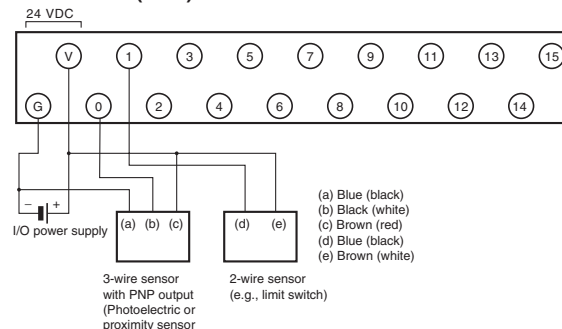 24 VDC
V 1 3 5 7 9 11 13 15
G 0 2 4 6 8 10 12 14
− +
I/O power supply
(a) (b) (c)
(d) (e)
(a) Blue (black)
(b) Black (white)
(c) Brown (red)
(d) Blue (black)
(e) Brown (white)
3-wire sensor
with PNP output
(Photoelectric or
proximity sensor
2-wire sensor
(e.g., limit switch)